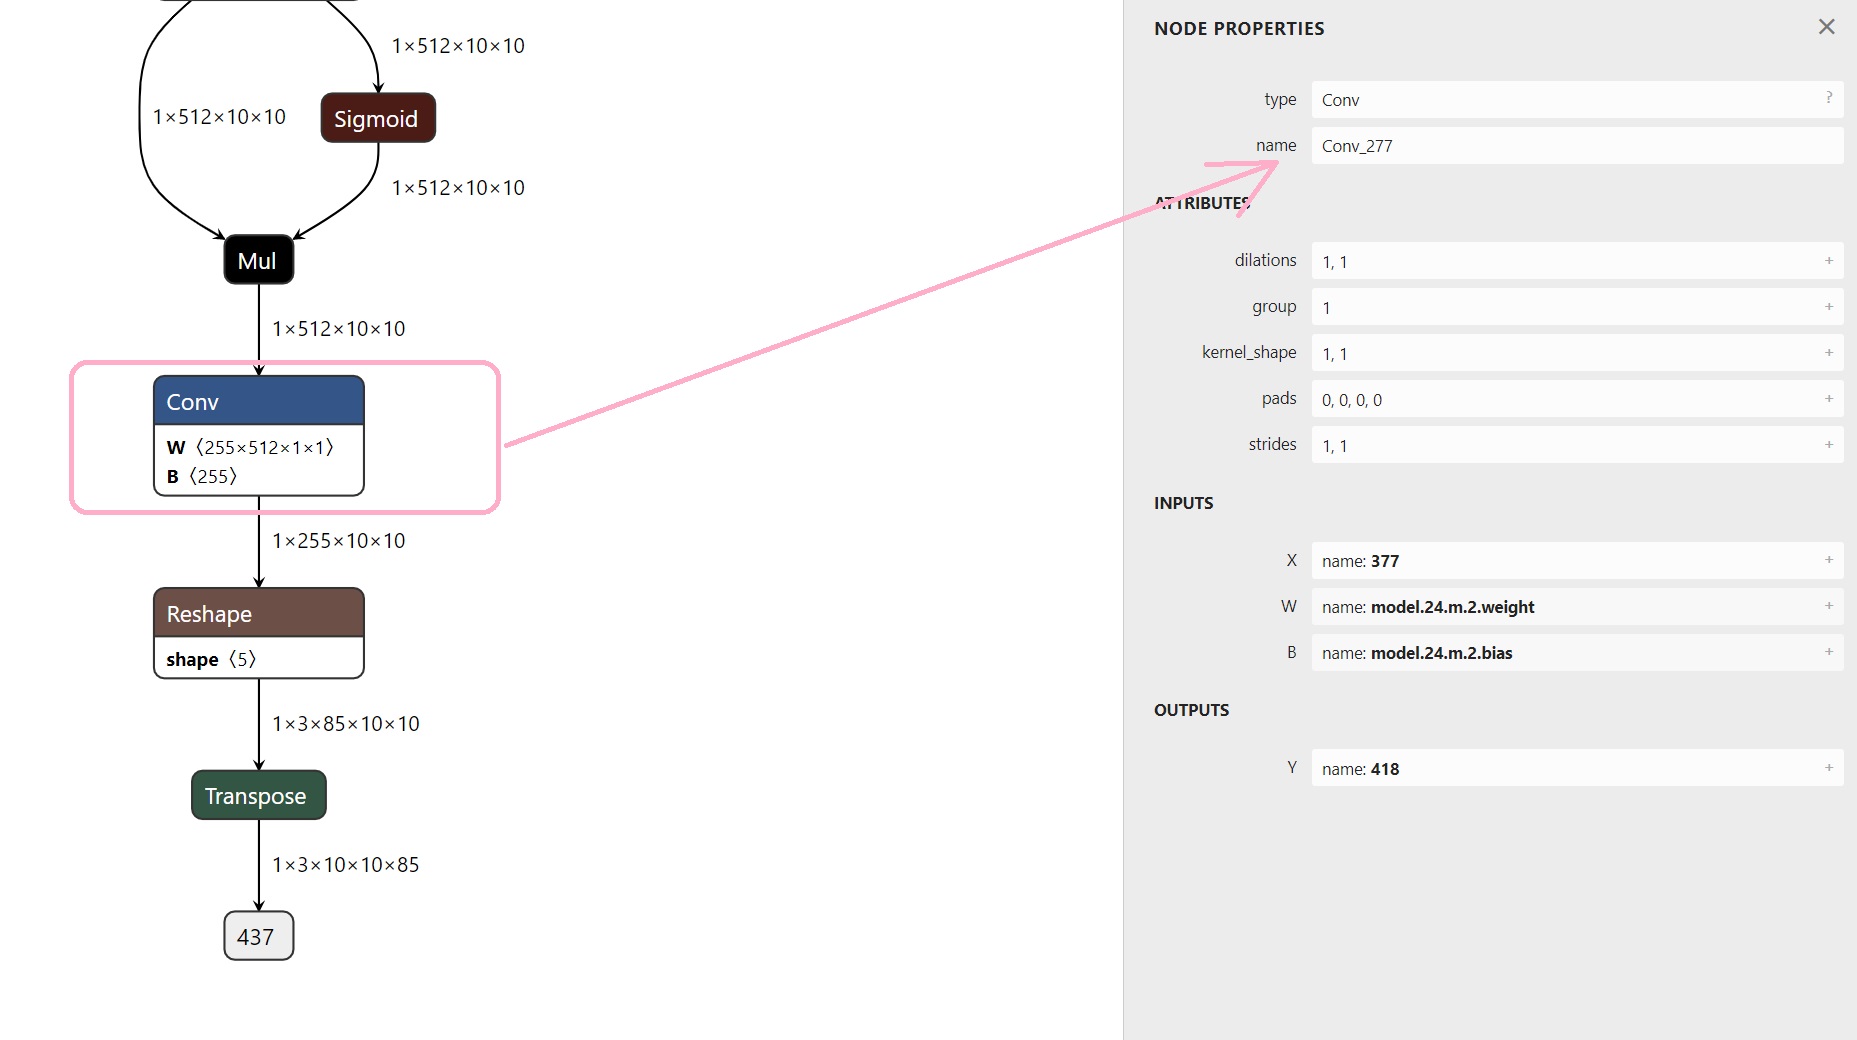 1×512×10×10
1×512×10×10
Sigmoid
1×512×10×10
Mul
1×512×10×10
Conv
W 〈255×512×1×1〉
B 〈255〉
1×255×10×10
Reshape
shape 〈5〉
1×3×85×10×10
Transpose
1×3×10×10×85
437
NODE PROPERTIES
type Conv ?
name Conv_277
ATTRIBUTES
dilations 1, 1 +
group 1 +
kernel_shape 1, 1 +
pads 0, 0, 0, 0 +
strides 1, 1 +
INPUTS
X name: 377 +
W name: model.24.m.2.weight +
B name: model.24.m.2.bias +
OUTPUTS
Y name: 418 +